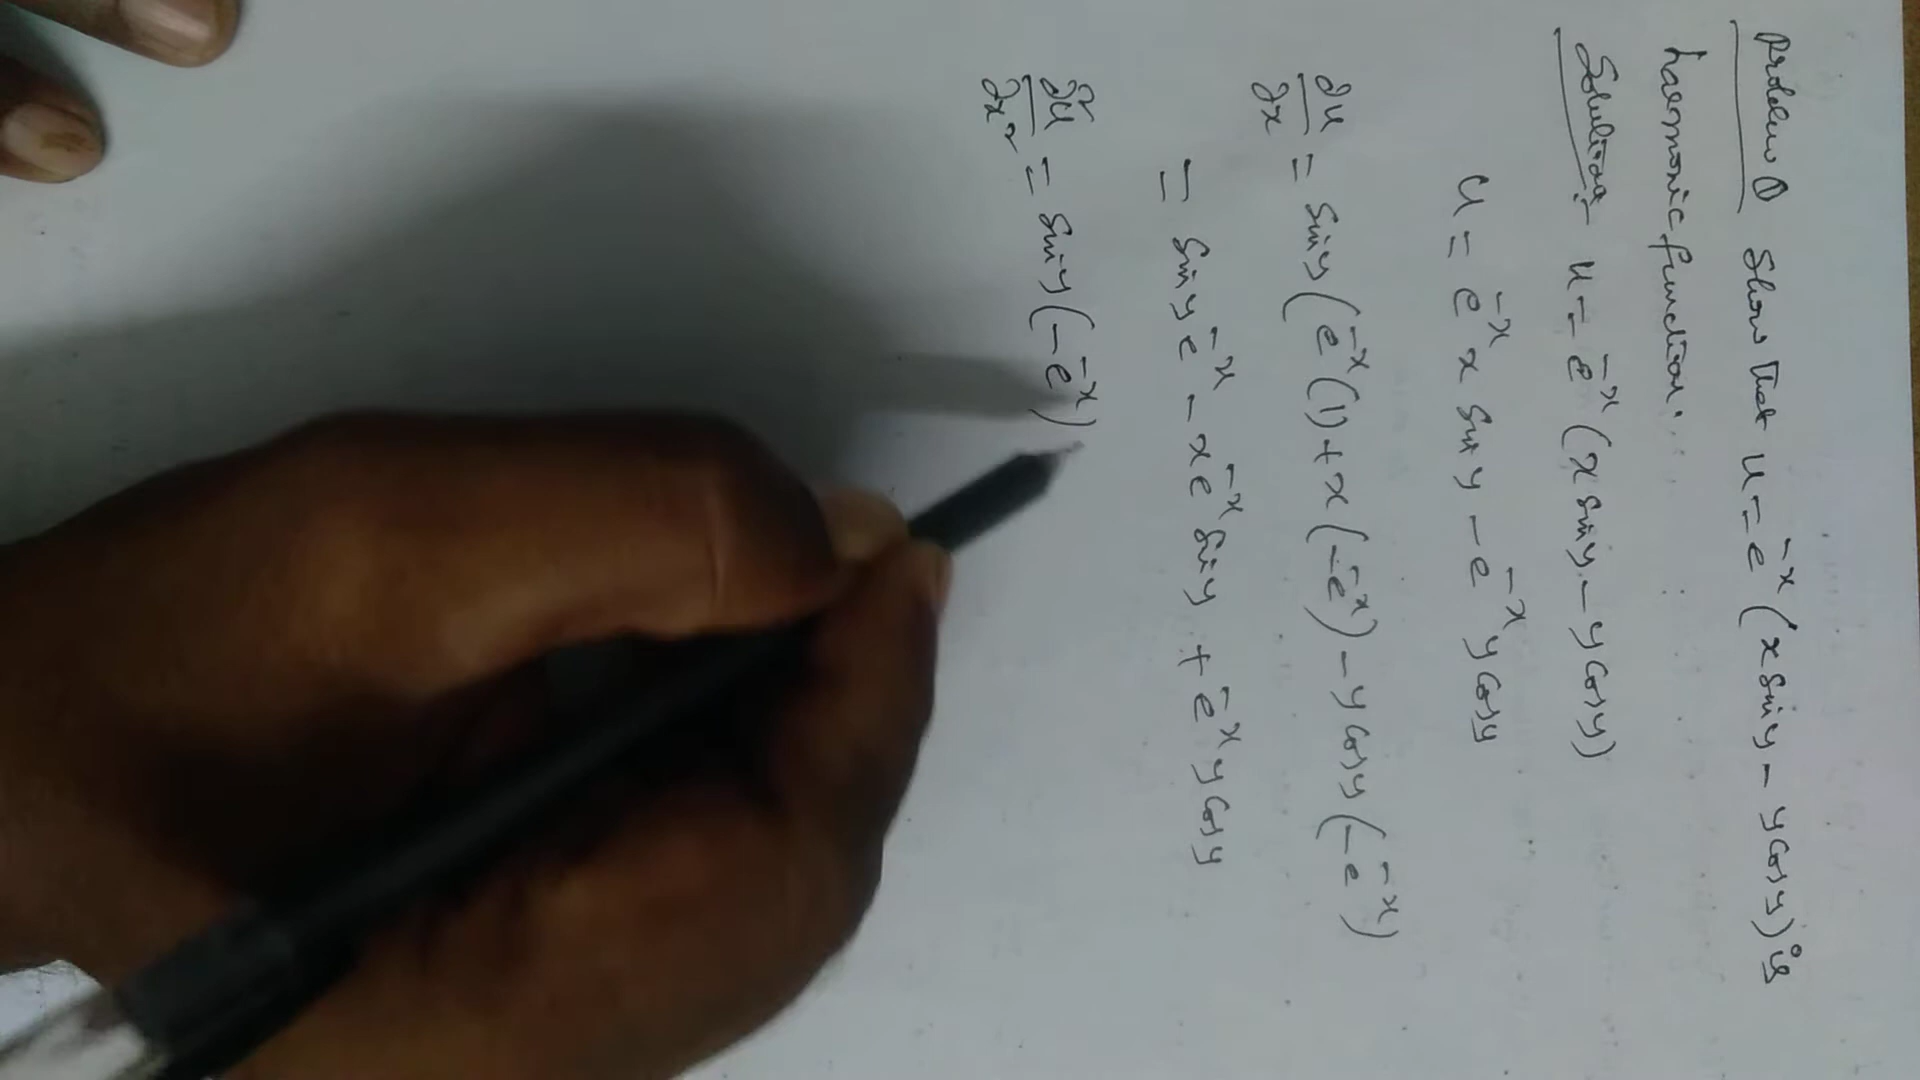 Problem ① Show that u = e^{-x}(x sin y - y cos y) is
harmonic function.
Solution:- u = e^{-x}(x sin y - y cos y)
u = e^{-x} x sin y - e^{-x} y cos y
∂u/∂x = sin y (e^{-x}(1) + x(-e^{-x}) - y cos y (-e^{-x})
= sin y e^{-x} - x e^{-x} sin y + e^{-x} y cos y
∂²u/∂x² = sin y (-e^{-x})